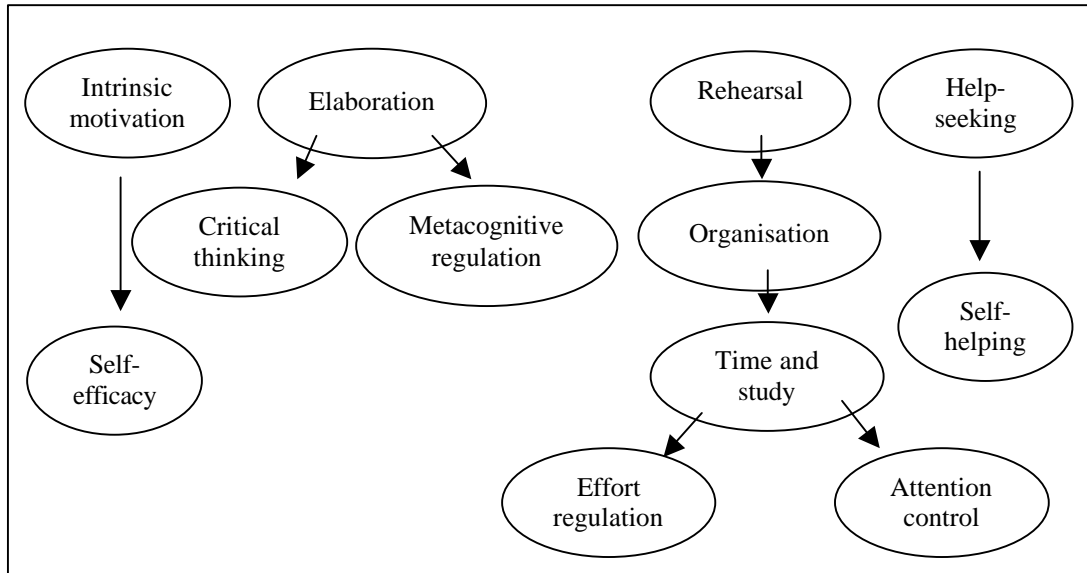 Intrinsic
motivation
Elaboration
Rehearsal
Help-
seeking
Critical
thinking
Metacognitive
regulation
Organisation
Self-
efficacy
Time and
study
Self-
helping
Effort
regulation
Attention
control